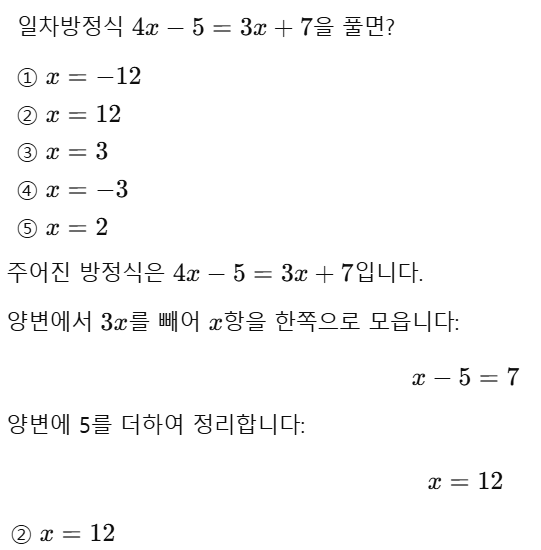 일차방정식 4x − 5 = 3x + 7을 풀면?
① x = −12
② x = 12
③ x = 3
④ x = −3
⑤ x = 2
주어진 방정식은 4x − 5 = 3x + 7입니다.
양변에서 3x를 빼어 x항을 한쪽으로 모읍니다:
x − 5 = 7
양변에 5를 더하여 정리합니다:
x = 12
② x = 12